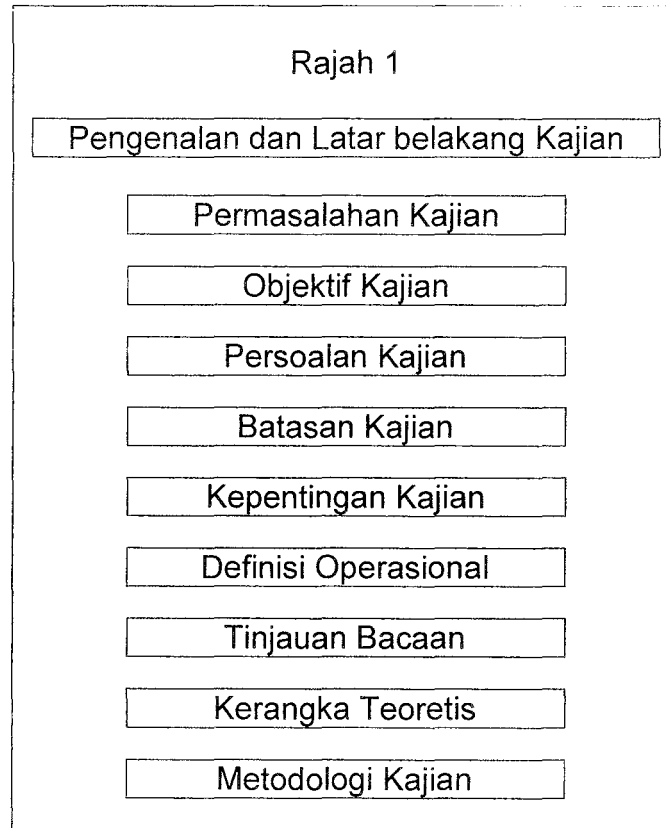 Rajah 1
Pengenalan dan Latar belakang Kajian
Permasalahan Kajian
Objektif Kajian
Persoalan Kajian
Batasan Kajian
Kepentingan Kajian
Definisi Operasional
Tinjauan Bacaan
Kerangka Teoretis
Metodologi Kajian